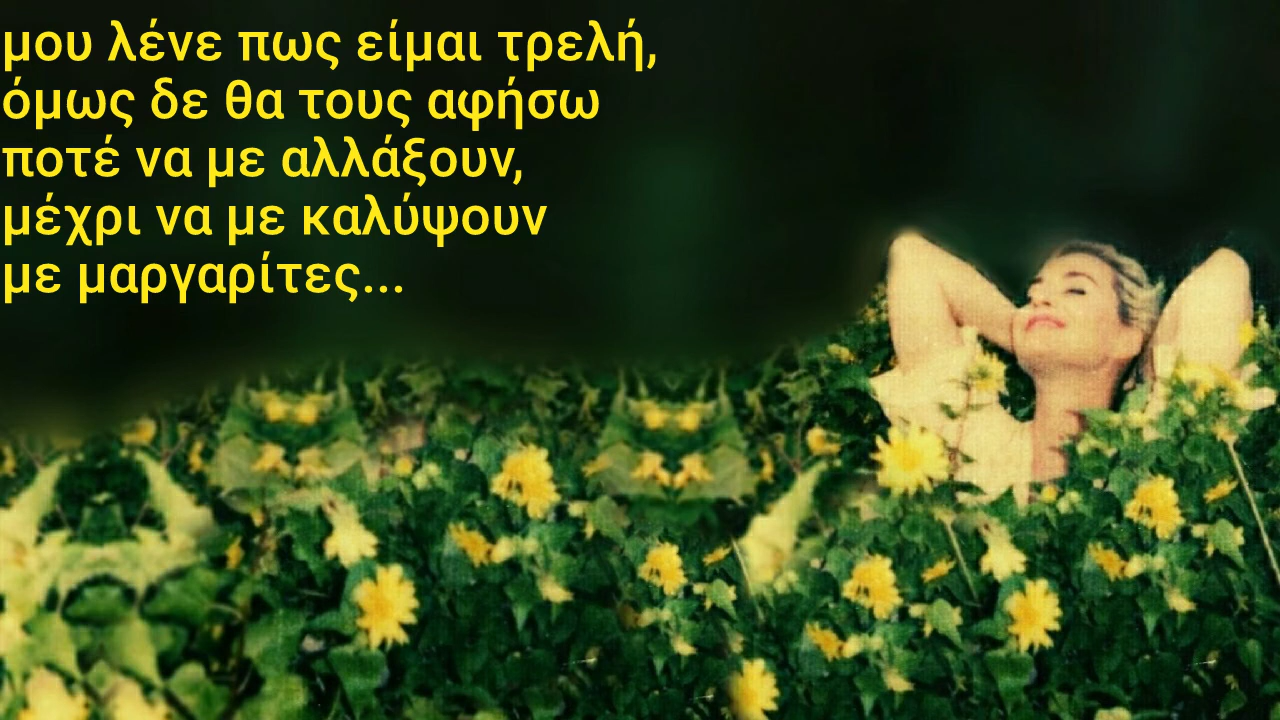 μου λένε πως είμαι τρελή,
όμως δε θα τους αφήσω
ποτέ να με αλλάξουν,
μέχρι να με καλύψουν
με μαργαρίτες...